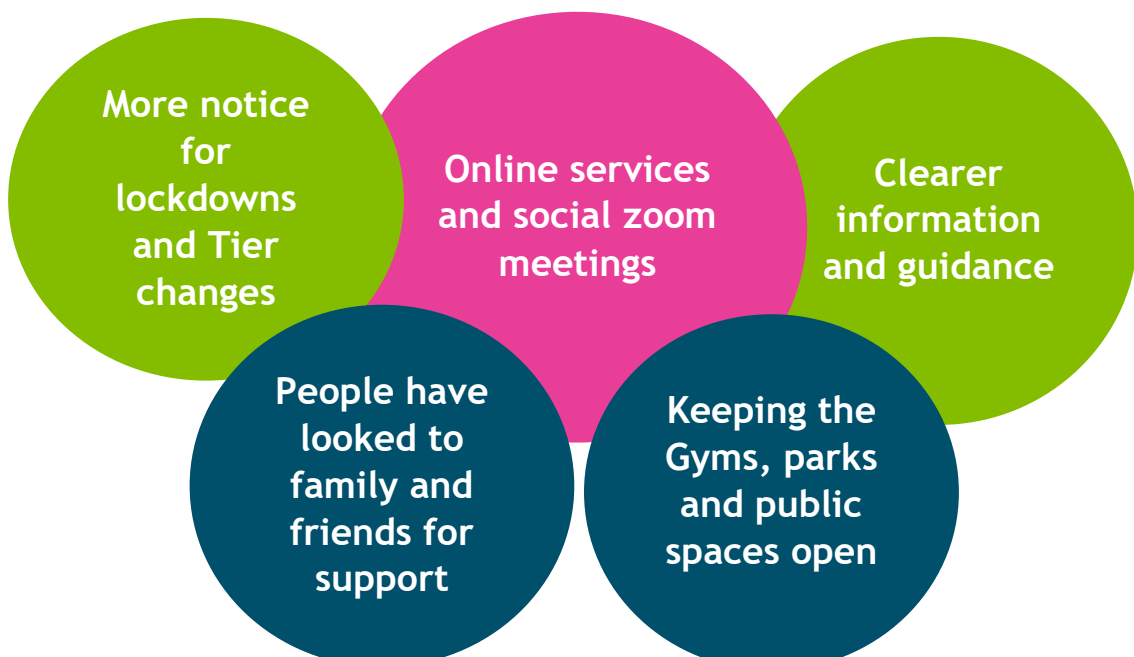 More notice
for
lockdowns
and Tier
changes
Online services
and social zoom
meetings
Clearer
information
and guidance
People have
looked to
family and
friends for
support
Keeping the
Gyms, parks
and public
spaces open